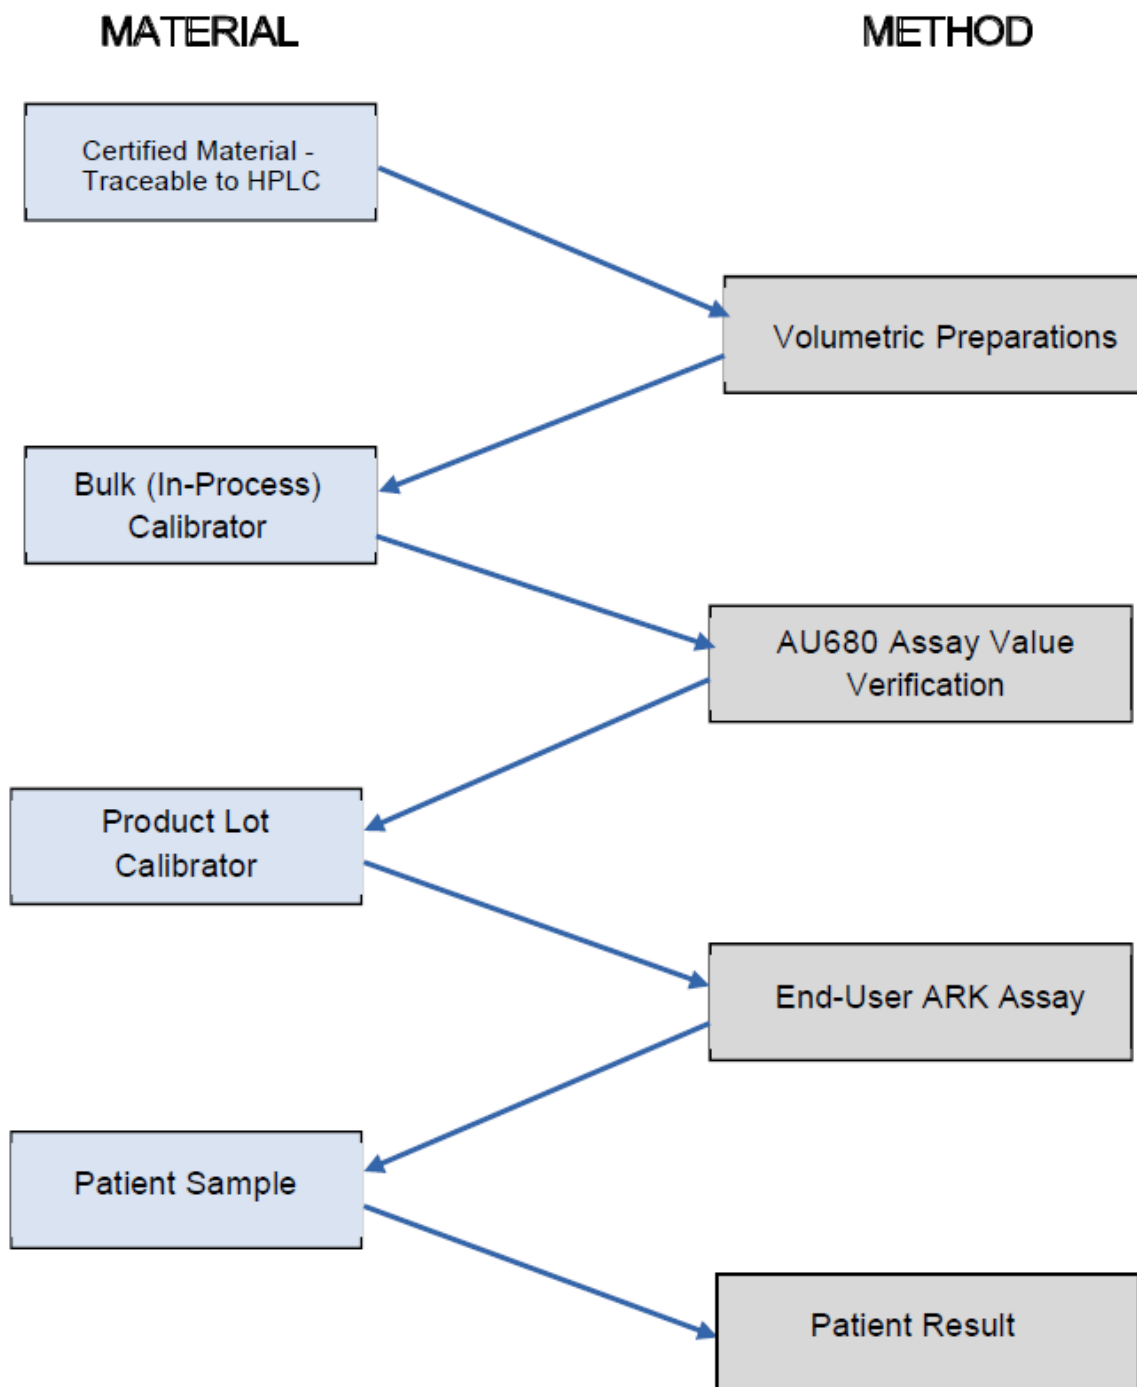 MATERIAL
METHOD
Certified Material -
Traceable to HPLC
Volumetric Preparations
Bulk (In-Process)
Calibrator
AU680 Assay Value
Verification
Product Lot
Calibrator
End-User ARK Assay
Patient Sample
Patient Result